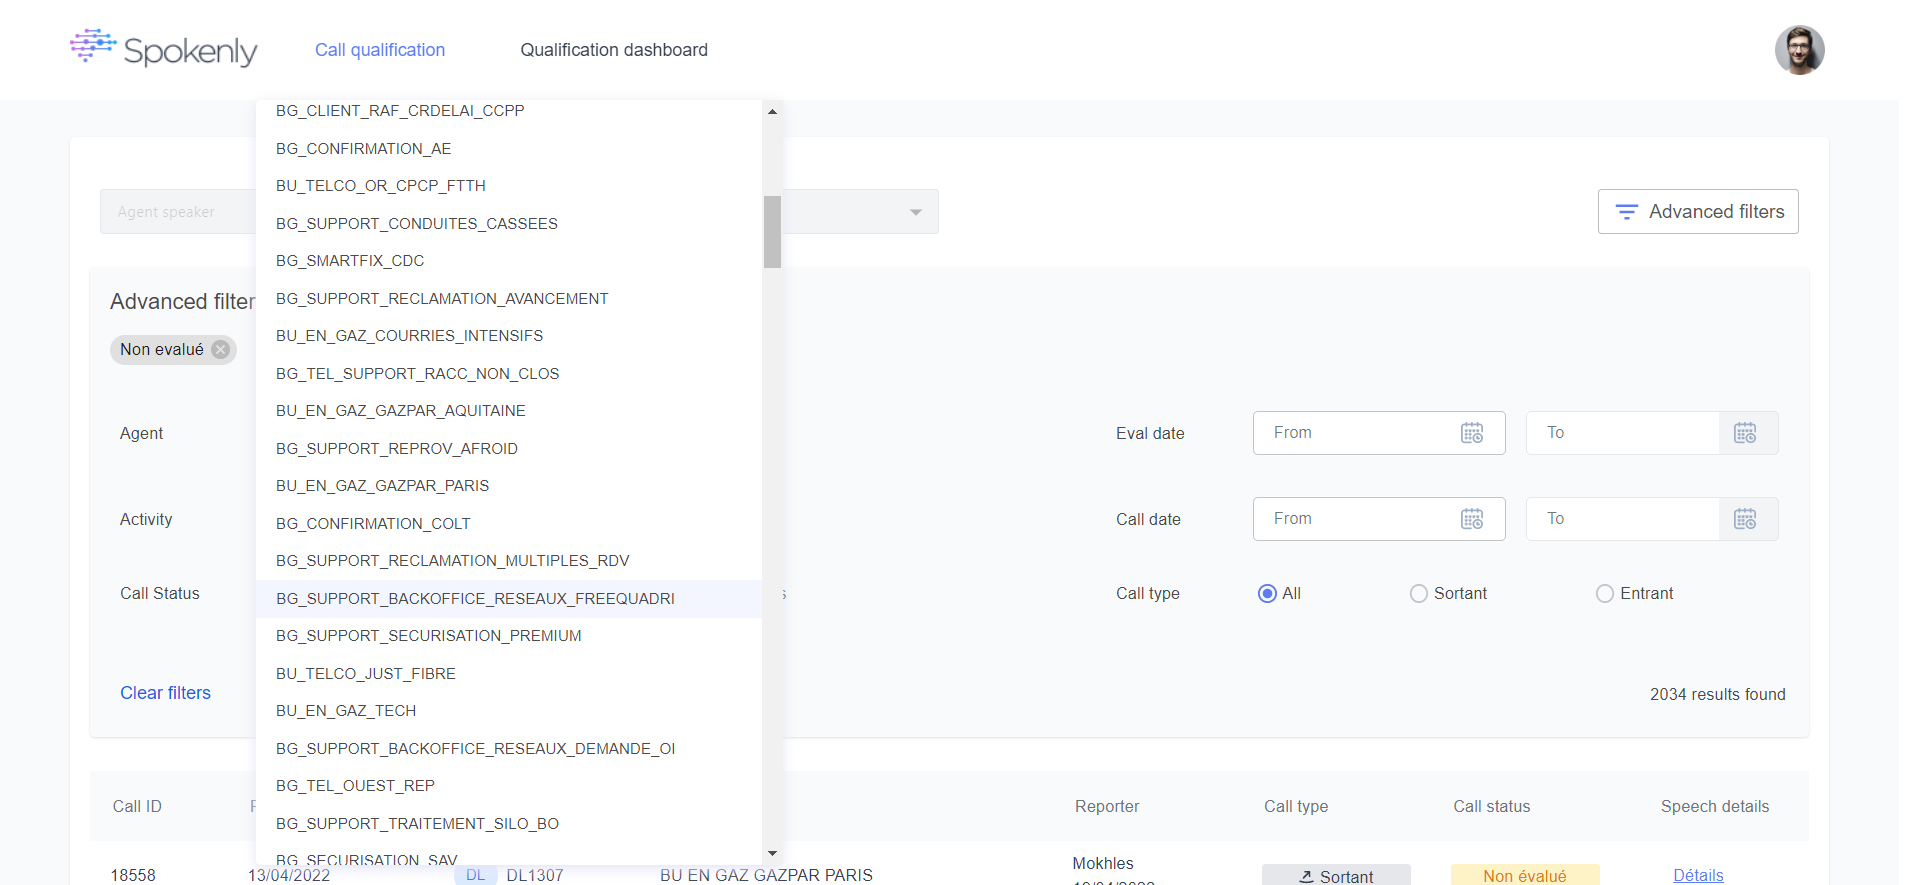 Spokenly
Call qualification
Qualification dashboard
BG_CLIENT_RAF_CRDELAI_CCPP
BG_CONFIRMATION_AE
BU_TELCO_OR_CPCP_FTTH
BG_SUPPORT_CONDUITES_CASSEES
BG_SMARTFIX_CDC
BG_SUPPORT_RECLAMATION_AVANCEMENT
BU_EN_GAZ_COURRIES_INTENSIFS
BG_TEL_SUPPORT_RACC_NON_CLOS
BU_EN_GAZ_GAZPAR_AQUITAINE
BG_SUPPORT_REPROV_AFROID
BU_EN_GAZ_GAZPAR_PARIS
BG_CONFIRMATION_COLT
BG_SUPPORT_RECLAMATION_MULTIPLES_RDV
BG_SUPPORT_BACKOFFICE_RESEAUX_FREEQUADRI
BG_SUPPORT_SECURISATION_PREMIUM
BU_TELCO_JUST_FIBRE
BU_EN_GAZ_TECH
BG_SUPPORT_BACKOFFICE_RESEAUX_DEMANDE_OI
BG_TEL_OUEST_REP
BG_SUPPORT_TRAITEMENT_SILO_BO
BG_SECURISATION_SAV
Agent speaker
Advanced filters
Advanced filter
Non evalué
Agent
Activity
Call Status
Clear filters
Eval date From To
Call date From To
Call type All Sortant Entrant
2034 results found
Call ID Reporter Call type Call status Speech details
18558 13/04/2022 DL DL1307 BU EN GAZ GAZPAR PARIS Mokhles Sortant Non évalué Détails